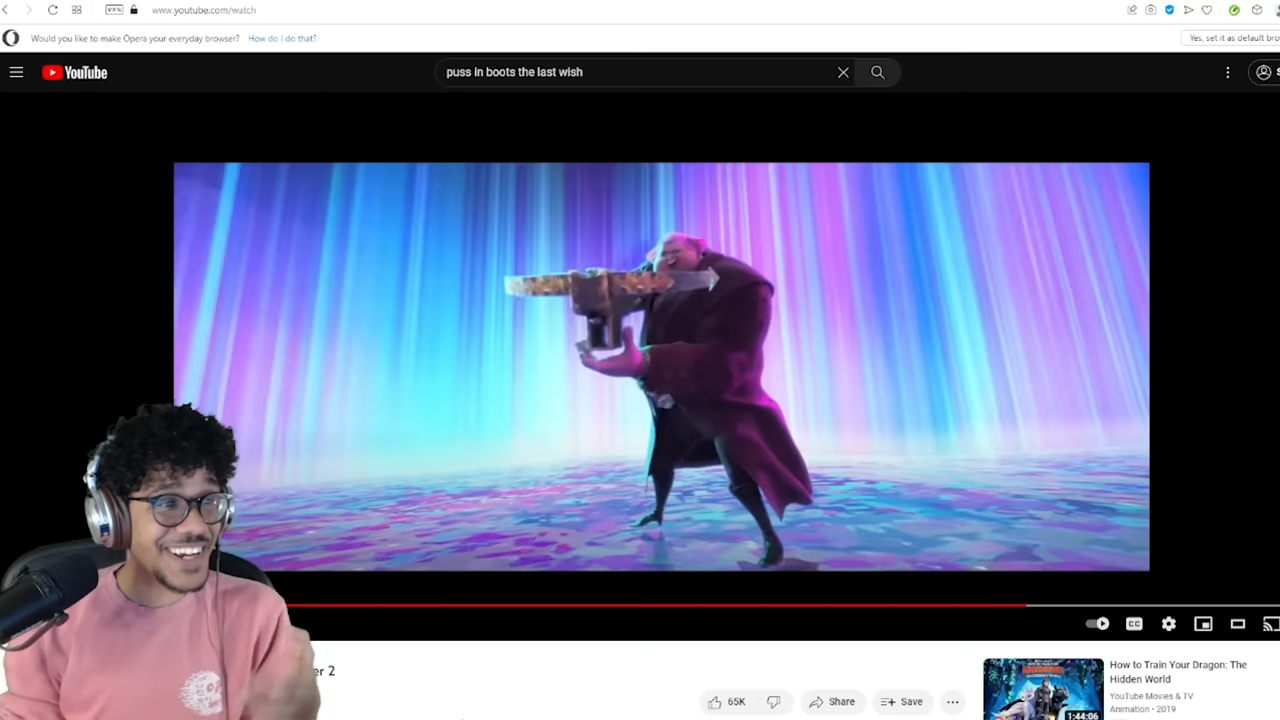 VPN
www.youtube.com/watch
Would you like to make Opera your everyday browser? How do I do that?
Yes, set it as default bro
YouTube
puss in boots the last wish
S
CC
er 2
65K
Share
Save
How to Train Your Dragon: The
Hidden World
YouTube Movies & TV
Animation • 2019
1:44:06